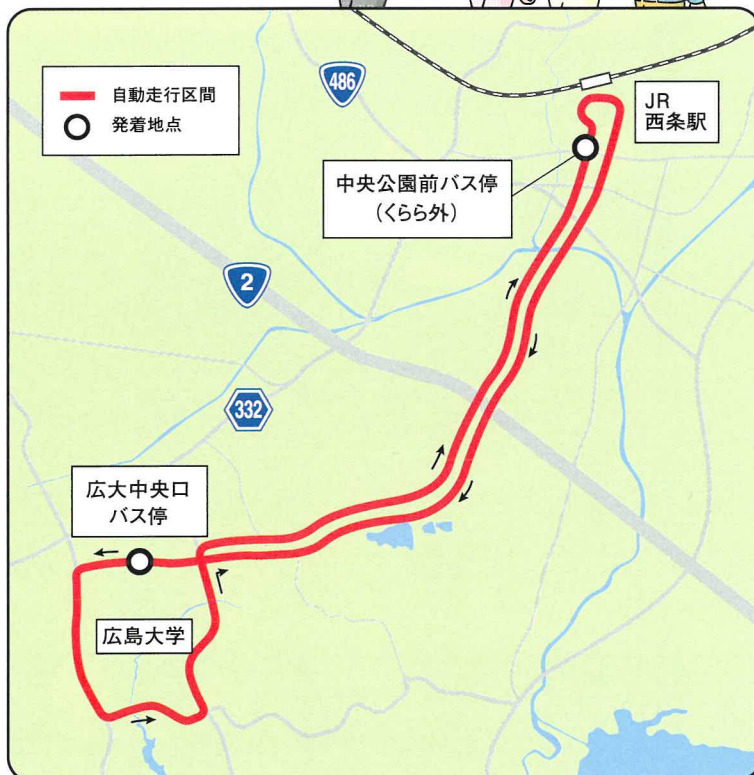 自動走行区間
発着地点
486
JR
西条駅
中央公園前バス停
(くらら外)
2
332
広大中央口
バス停
広島大学